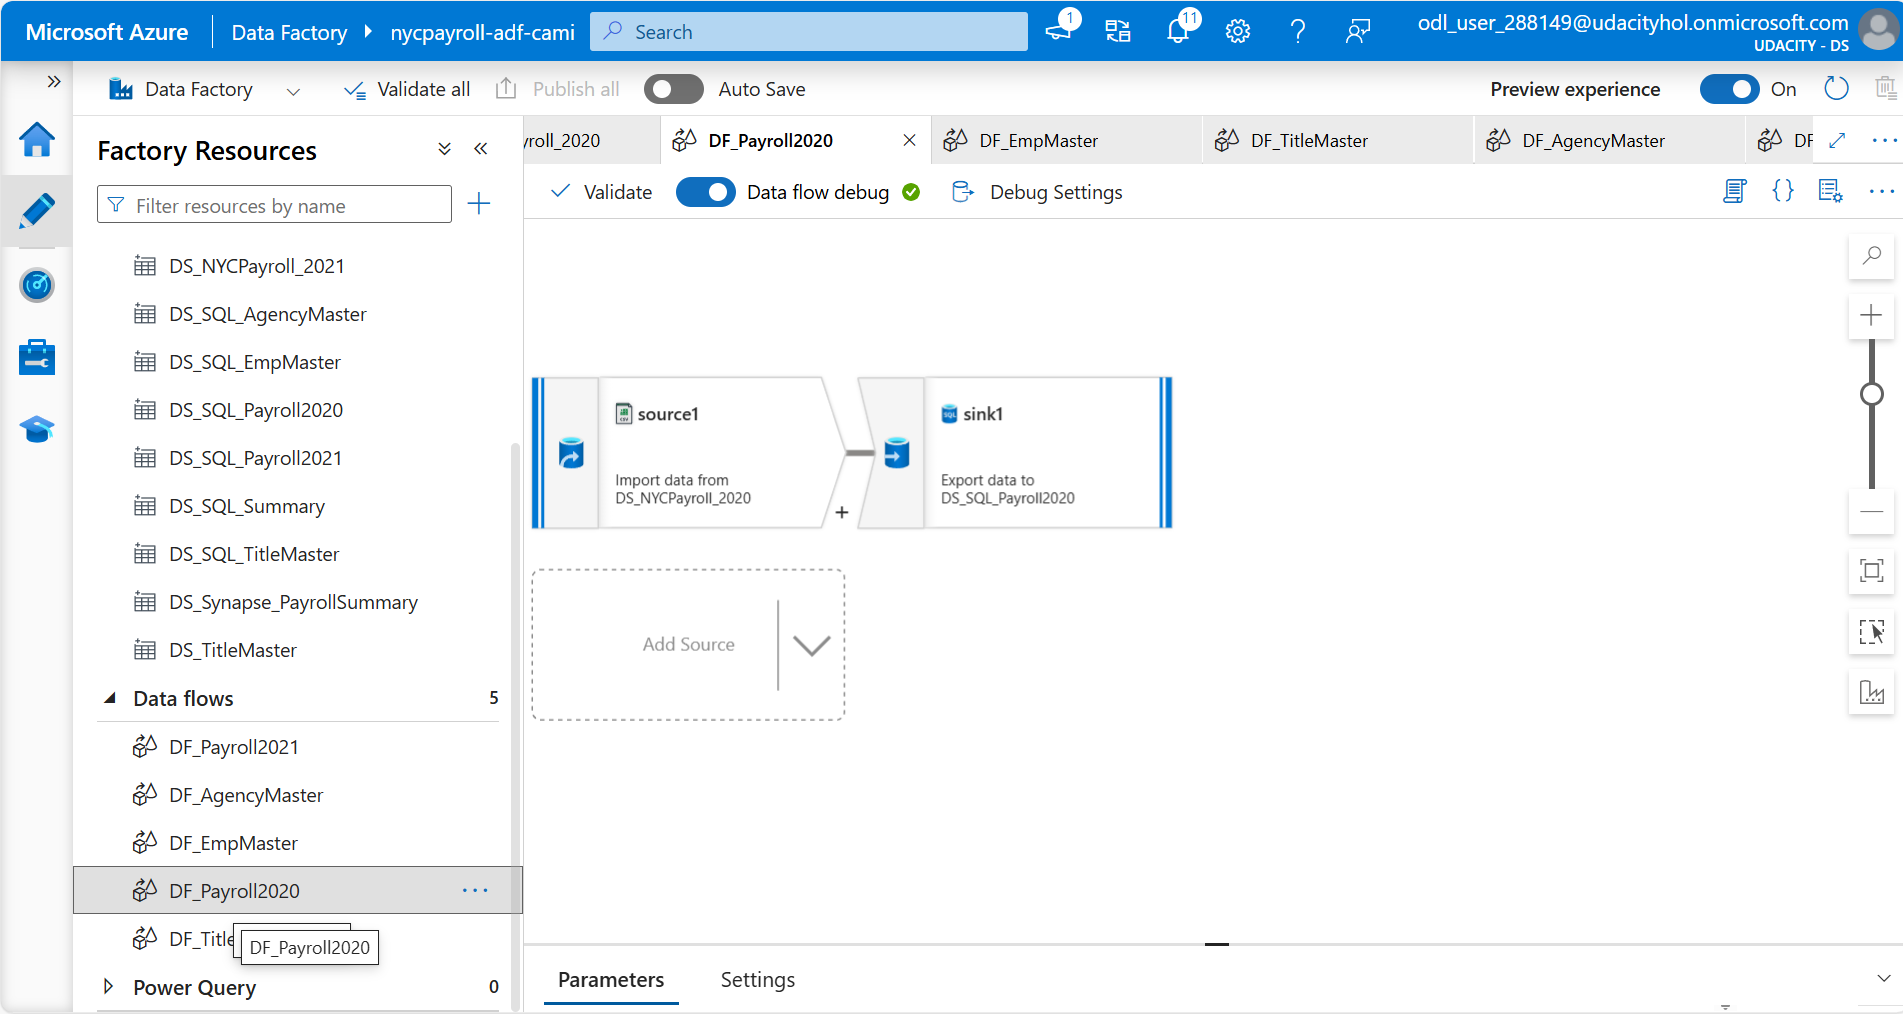 Microsoft Azure
Data Factory
nycpayroll-adf-cami
Search
1
11
odl_user_288149@udacityhol.onmicrosoft.com
UDACITY - DS
Data Factory
Validate all
Publish all
Auto Save
Preview experience
On
Factory Resources
Filter resources by name
DS_NYCPayroll_2021
DS_SQL_AgencyMaster
DS_SQL_EmpMaster
DS_SQL_Payroll2020
DS_SQL_Payroll2021
DS_SQL_Summary
DS_SQL_TitleMaster
DS_Synapse_PayrollSummary
DS_TitleMaster
Data flows 5
DF_Payroll2021
DF_AgencyMaster
DF_EmpMaster
DF_Payroll2020
DF_Title
DF_Payroll2020
Power Query 0
yroll_2020
DF_Payroll2020
DF_EmpMaster
DF_TitleMaster
DF_AgencyMaster
DF
Validate
Data flow debug
Debug Settings
source1
Import data from
DS_NYCPayroll_2020
sink1
Export data to
DS_SQL_Payroll2020
Add Source
Parameters
Settings